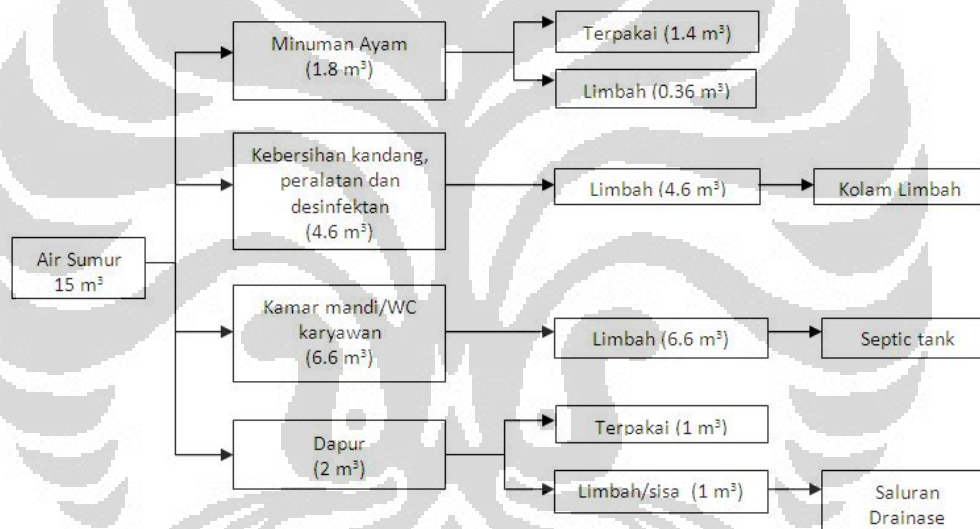 Minuman Ayam
(1.8 m³)
Terpakai (1.4 m³)
Limbah (0.36 m³)
Kebersihan kandang,
peralatan dan
desinfektan
(4.6 m³)
Limbah (4.6 m³)
Kolam Limbah
Air Sumur
15 m³
Kamar mandi/WC
karyawan
(6.6 m³)
Limbah (6.6 m³)
Septic tank
Dapur
(2 m³)
Terpakai (1 m³)
Limbah/sisa (1 m³)
Saluran
Drainase